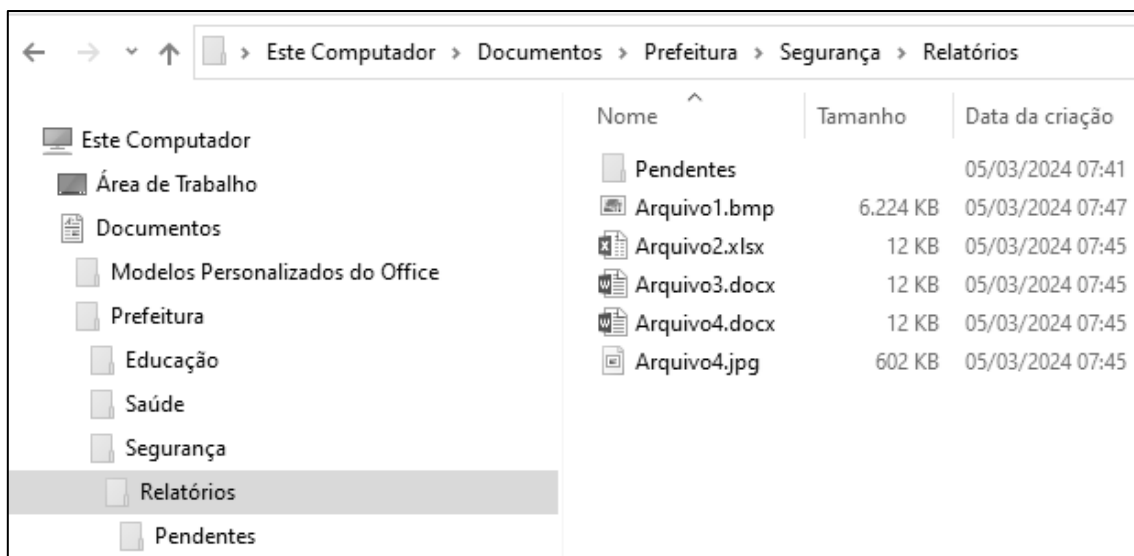 Este Computador > Documentos > Prefeitura > Segurança > Relatórios
Este Computador
Área de Trabalho
Documentos
Modelos Personalizados do Office
Prefeitura
Educação
Saúde
Segurança
Relatórios
Pendentes
Nome Tamanho Data da criação
Pendentes 05/03/2024 07:41
Arquivo1.bmp 6.224 KB 05/03/2024 07:47
Arquivo2.xlsx 12 KB 05/03/2024 07:45
Arquivo3.docx 12 KB 05/03/2024 07:45
Arquivo4.docx 12 KB 05/03/2024 07:45
Arquivo4.jpg 602 KB 05/03/2024 07:45